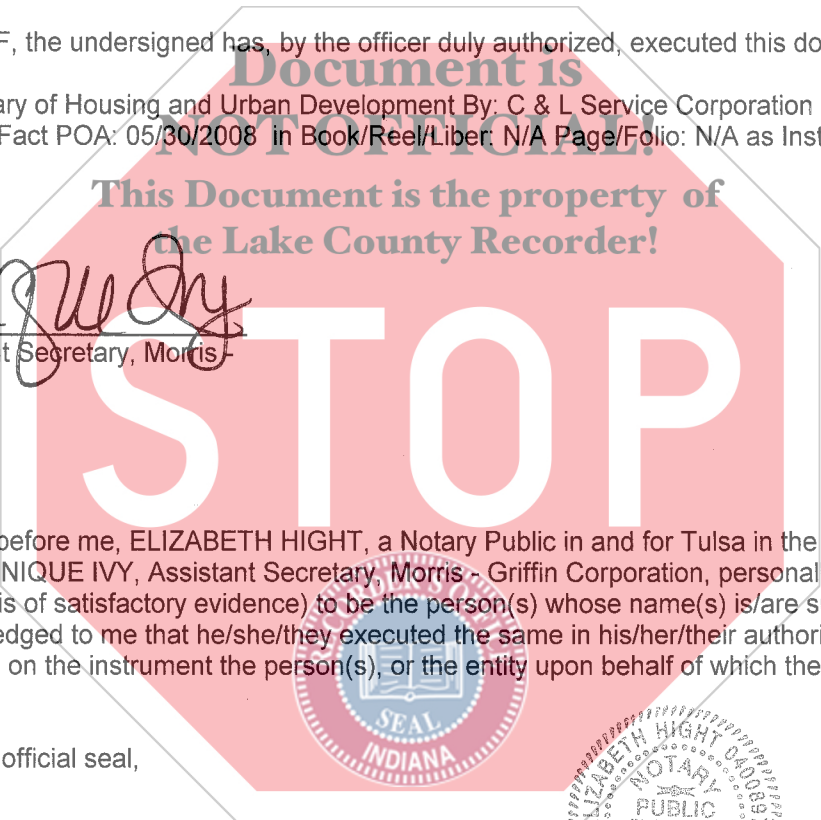 F, the undersigned has, by the officer duly authorized, executed this do
Document is
ary of Housing and Urban Development By: C & L Service Corporation
Fact POA: 05/30/2008 in Book/Reel/Liber: N/A Page/Folio: N/A as Inst
NOT OFFICIAL!
This Document is the property of
the Lake County Recorder!
t Secretary, Morris -
STOP
before me, ELIZABETH HIGHT, a Notary Public in and for Tulsa in the
NIQUE IVY, Assistant Secretary, Morris - Griffin Corporation, personal
is of satisfactory evidence) to be the person(s) whose name(s) is/are s
edged to me that he/she/they executed the same in his/her/their authori
on the instrument the person(s), or the entity upon behalf of which the
RECORDER'S OFFICE
SEAL
INDIANA
official seal,
ELIZABETH HIGHT
NOTARY
PUBLIC